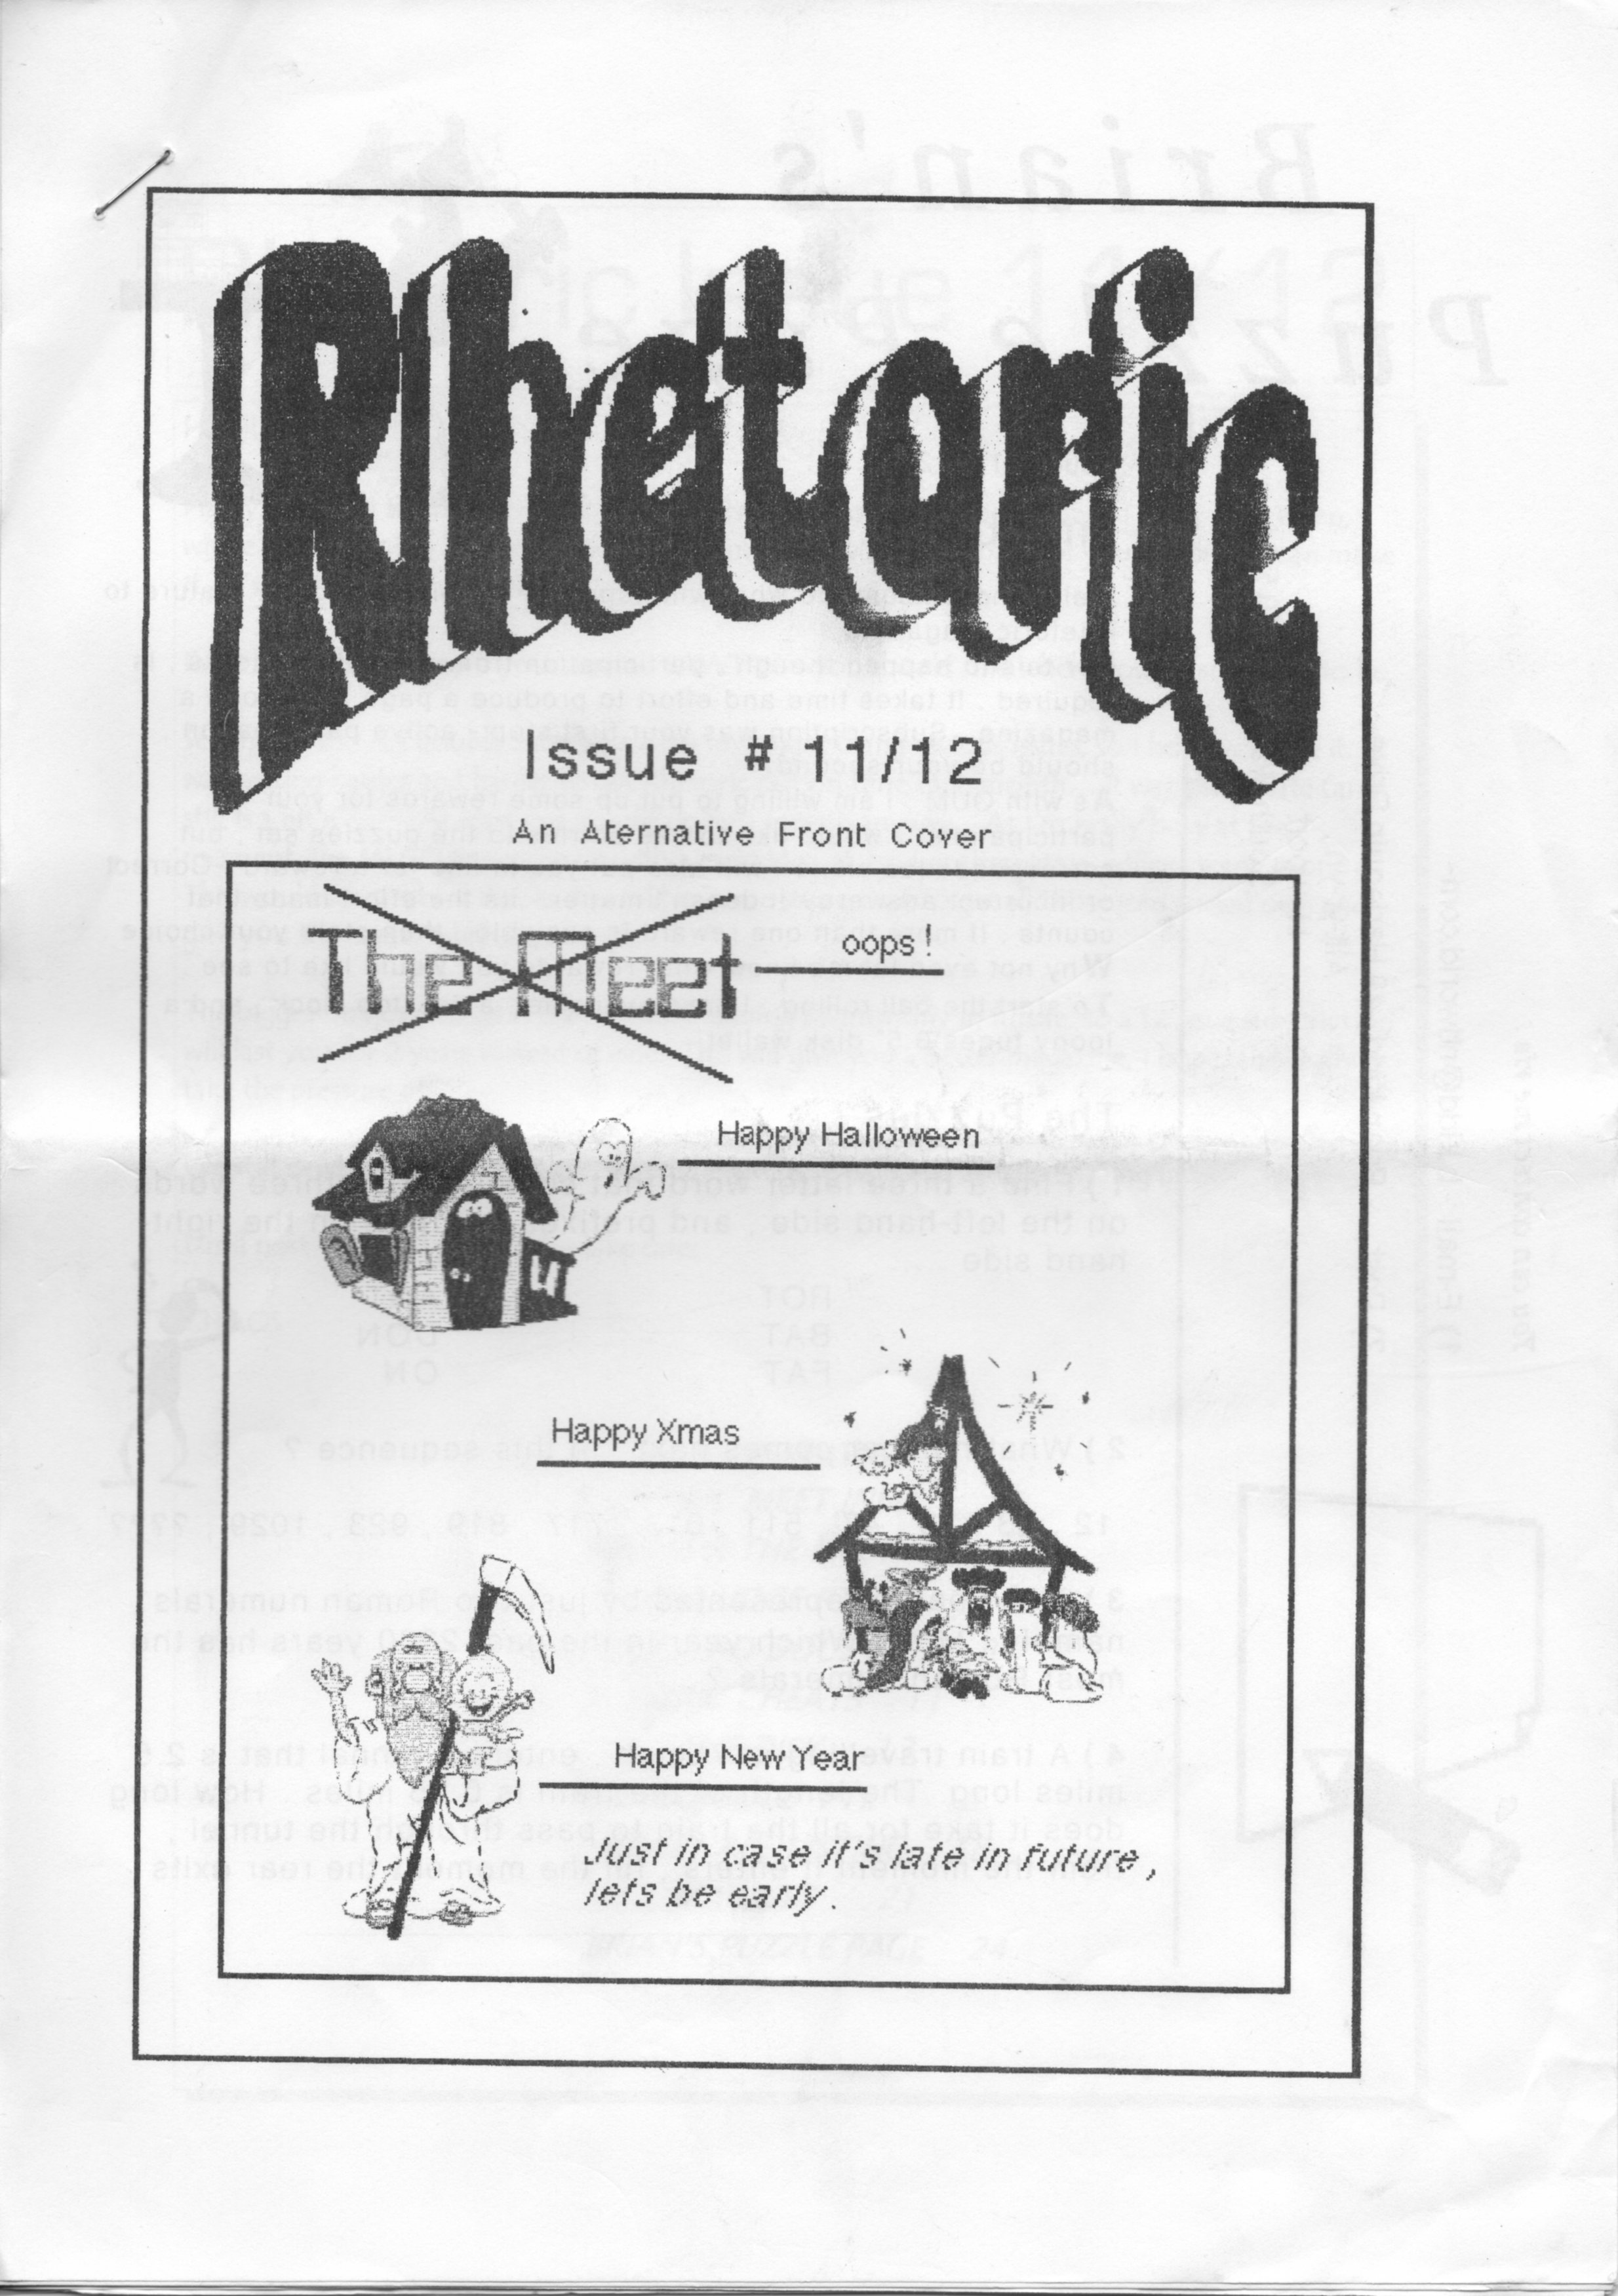 Rhetoric
Issue # 11/12
An Aternative Front Cover
The Meet
oops !
Happy Halloween
Happy Xmas
Happy New Year
Just in case it's late in future ,
lets be early .